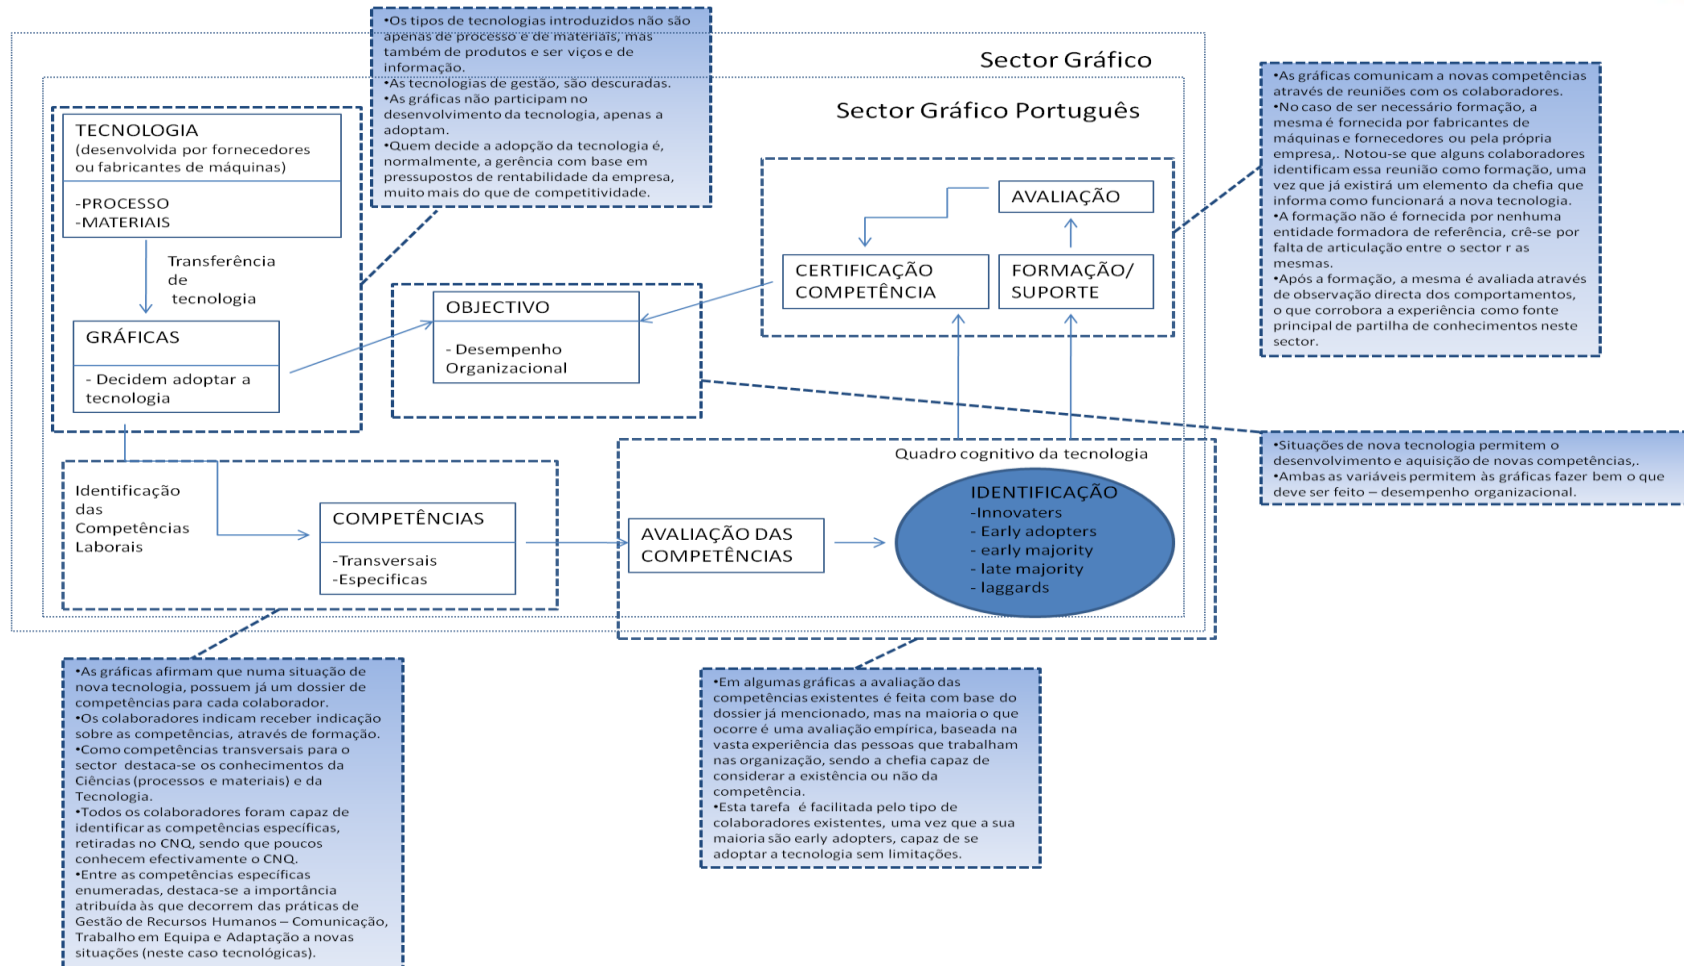 •Os tipos de tecnologias introduzidos não são
apenas de processo e de materiais, mas
também de produtos e ser viços e de
informação.
•As tecnologias de gestão, são descuradas.
•As gráficas não participam no
desenvolvimento da tecnologia, apenas a
adoptam.
•Quem decide a adopção da tecnologia é,
normalmente, a gerência com base em
pressupostos de rentabilidade da empresa,
muito mais do que de competitividade.
Sector Gráfico
Sector Gráfico Português
•As gráficas comunicam a novas competências
através de reuniões com os colaboradores.
•No caso de ser necessário formação, a
mesma é fornecida por fabricantes de
máquinas e fornecedores ou pela própria
empresa,. Notou-se que alguns colaboradores
identificam essa reunião como formação, uma
vez que já existirá um elemento da chefia que
informa como funcionará a nova tecnologia.
•A formação não é fornecida por nenhuma
entidade formadora de referência, crê-se por
falta de articulação entre o sector r as
mesmas.
•Após a formação, a mesma é avaliada através
de observação directa dos comportamentos,
o que corrobora a experiência como fonte
principal de partilha de conhecimentos neste
sector.
TECNOLOGIA
(desenvolvida por fornecedores
ou fabricantes de máquinas)
-PROCESSO
-MATERIAIS
Transferência
de
tecnologia
GRÁFICAS
- Decidem adoptar a
tecnologia
OBJECTIVO
- Desempenho
Organizacional
AVALIAÇÃO
CERTIFICAÇÃO
COMPETÊNCIA
FORMAÇÃO/
SUPORTE
•Situações de nova tecnologia permitem o
desenvolvimento e aquisição de novas competências,.
•Ambas as variáveis permitem às gráficas fazer bem o que
deve ser feito – desempenho organizacional.
Identificação
das
Competências
Laborais
COMPETÊNCIAS
-Transversais
-Especificas
AVALIAÇÃO DAS
COMPETÊNCIAS
Quadro cognitivo da tecnologia
IDENTIFICAÇÃO
-Innovaters
- Early adopters
- early majority
- late majority
- laggards
•As gráficas afirmam que numa situação de
nova tecnologia, possuem já um dossier de
competências para cada colaborador.
•Os colaboradores indicam receber indicação
sobre as competências, através de formação.
•Como competências transversais para o
sector destaca-se os conhecimentos da
Ciências (processos e materiais) e da
Tecnologia.
•Todos os colaboradores foram capaz de
identificar as competências específicas,
retiradas no CNQ, sendo que poucos
conhecem efectivamente o CNQ.
•Entre as competências específicas
enumeradas, destaca-se a importância
atribuída às que decorrem das práticas de
Gestão de Recursos Humanos – Comunicação,
Trabalho em Equipa e Adaptação a novas
situações (neste caso tecnológicas).
•Em algumas gráficas a avaliação das
competências existentes é feita com base do
dossier já mencionado, mas na maioria o que
ocorre é uma avaliação empírica, baseada na
vasta experiência das pessoas que trabalham
nas organização, sendo a chefia capaz de
considerar a existência ou não da
competência.
•Esta tarefa é facilitada pelo tipo de
colaboradores existentes, uma vez que a sua
maioria são early adopters, capaz de se
adoptar a tecnologia sem limitações.